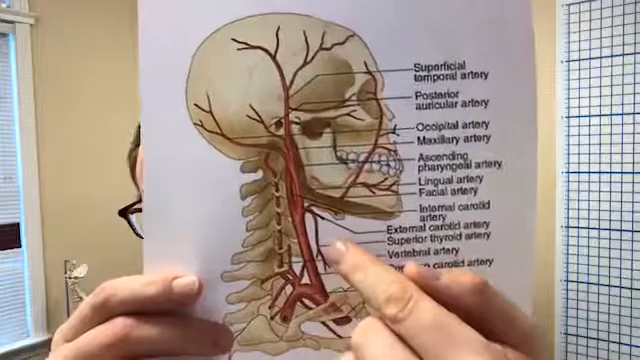 Superficial
temporal artery
Posterior
auricular artery
Occipital artery
Maxillary artery
Ascending
pharyngeal artery
Lingual artery
Facial artery
Internal carotid
artery
External carotid artery
Superior thyroid artery
Vertebral artery
carotid artery